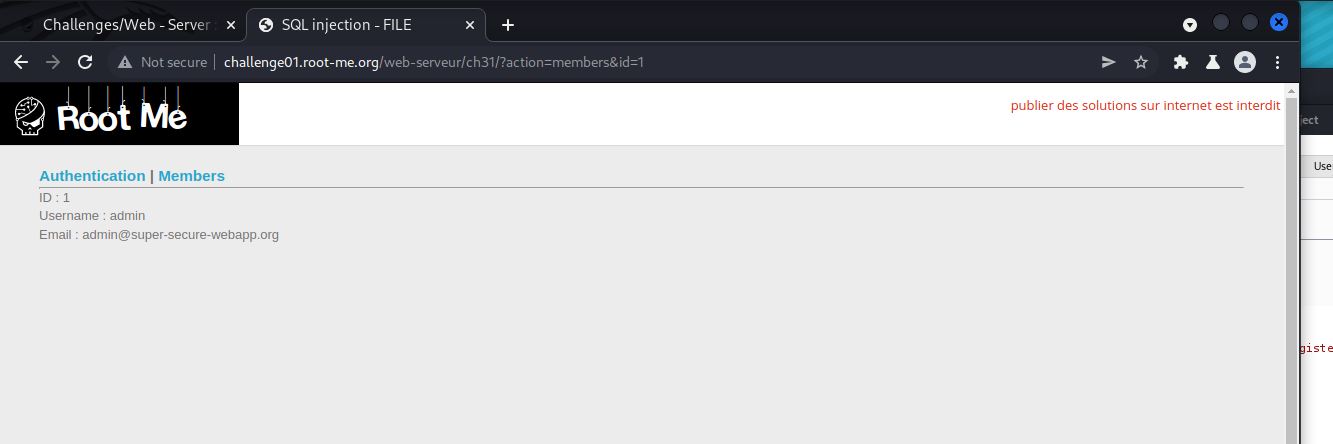 Challenges/Web - Server :
SQL injection - FILE
Not secure | challenge01.root-me.org/web-serveur/ch31/?action=members&id=1
Root Me
publier des solutions sur internet est interdit
ect
Authentication | Members
Use
ID : 1
Username : admin
Email : admin@super-secure-webapp.org
giste